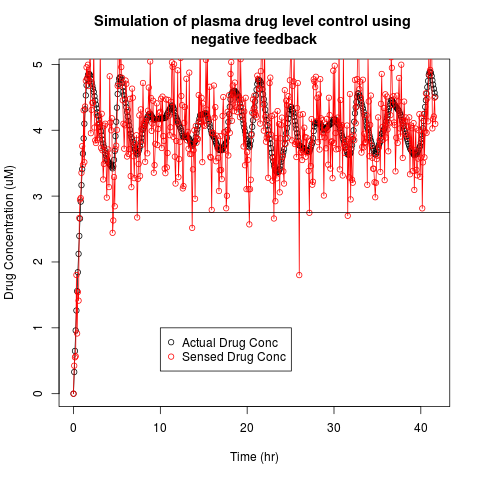 Simulation of plasma drug level control using
negative feedback
Drug Concentration (uM)
5
4
3
2
1
0
Actual Drug Conc
Sensed Drug Conc
0 10 20 30 40
Time (hr)